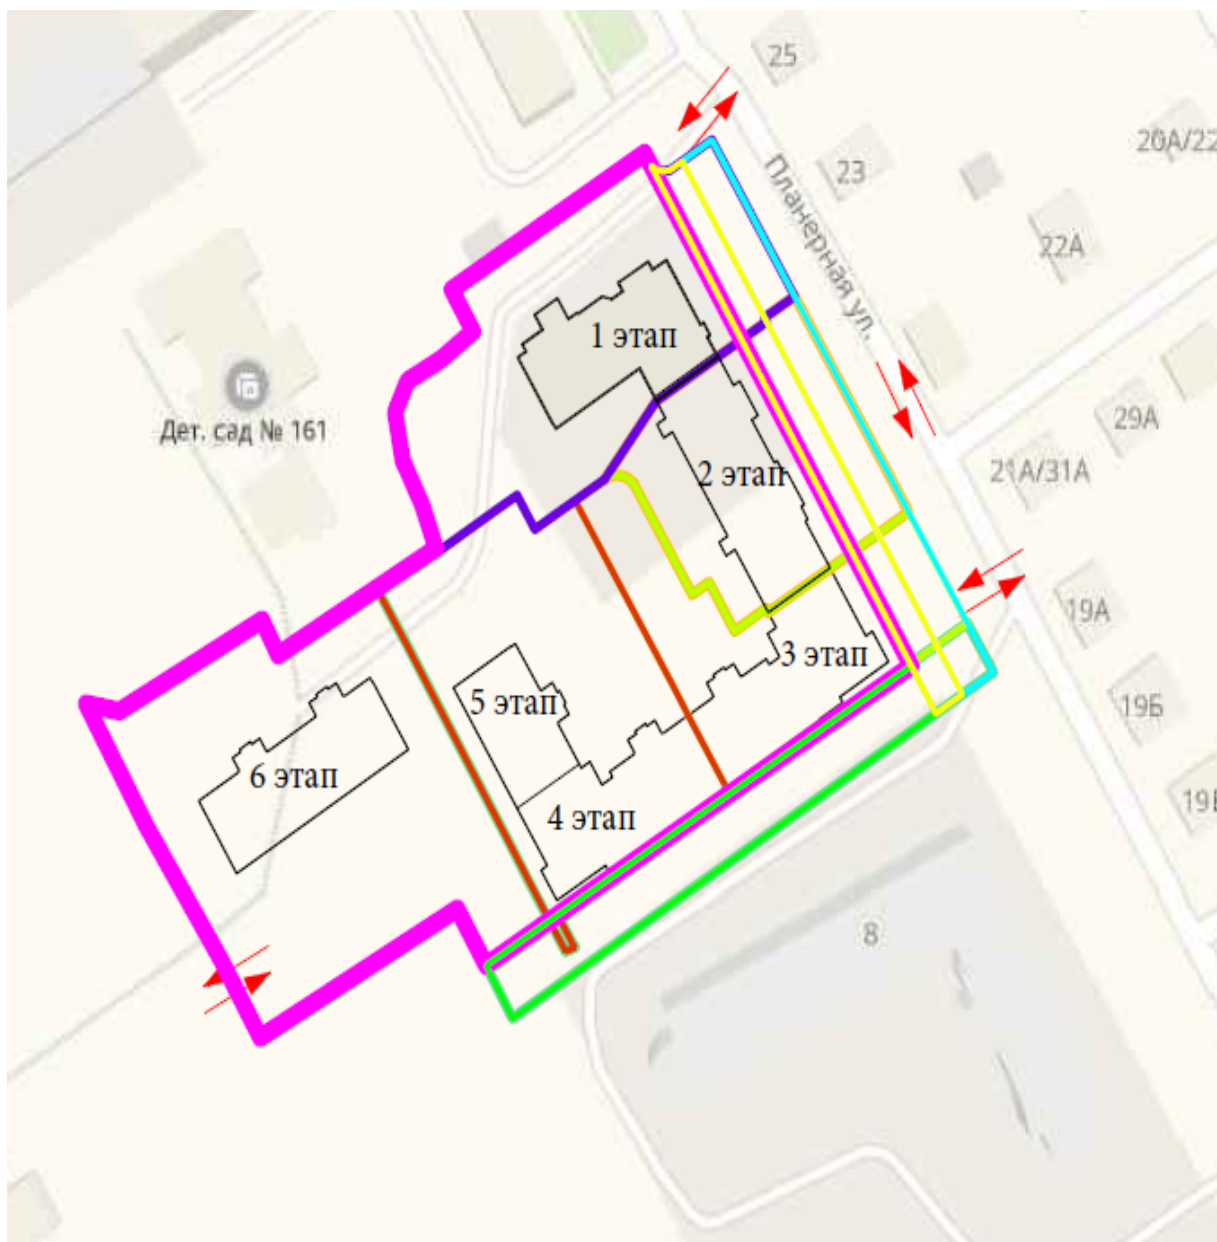 25
20А/22
23
Планерная ул.
22А
1 этап
29А
Дет. сад № 161
21А/31А
2 этап
19А
3 этап
5 этап
19Б
6 этап
4 этап
8